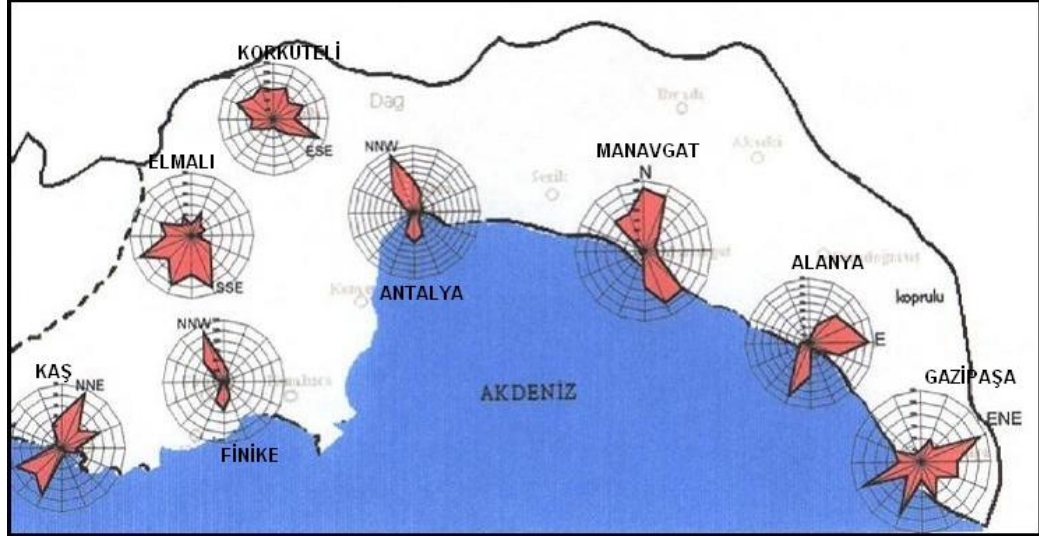 KORKUTELİ
Dag
ESE
NNW
MANAVGAT
N
ELMALI
SSE
ANTALYA
ALANYA
koprulu
E
NNW
KAŞ
NNE
AKDENİZ
GAZİPAŞA
ENE
FİNİKE